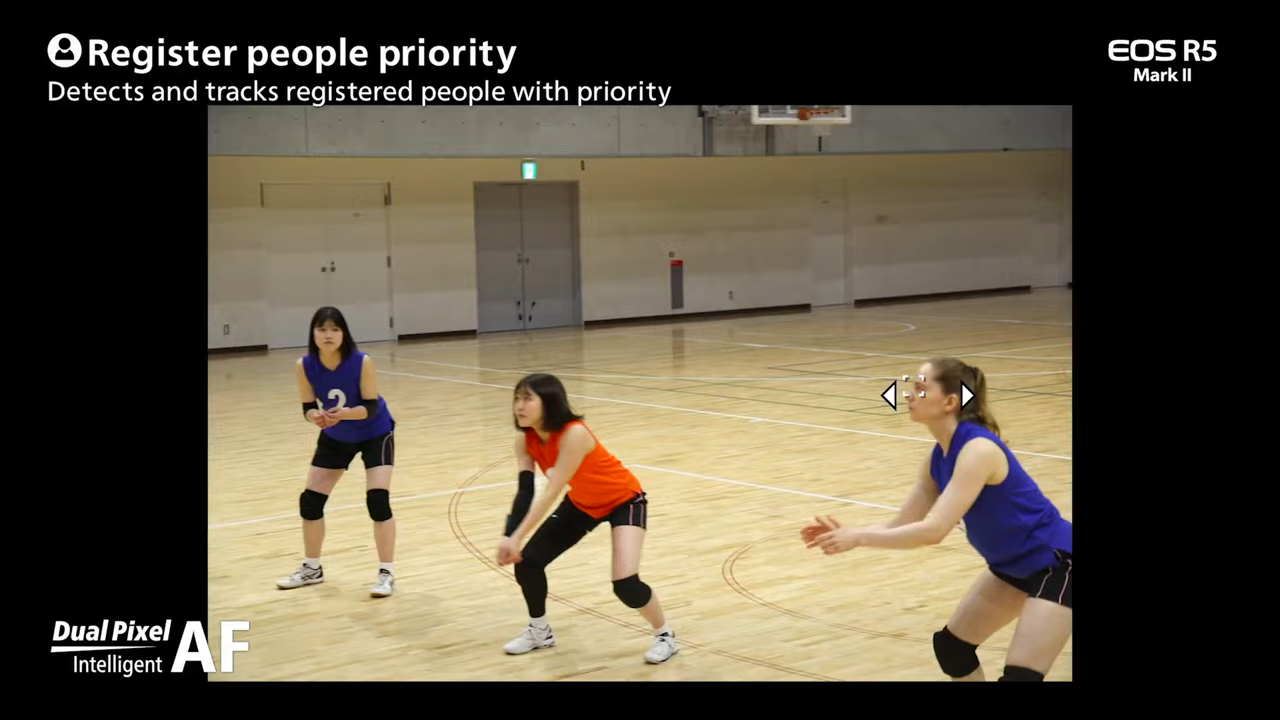 Register people priority
Detects and tracks registered people with priority
EOS R5
Mark II
2
Dual Pixel
Intelligent AF